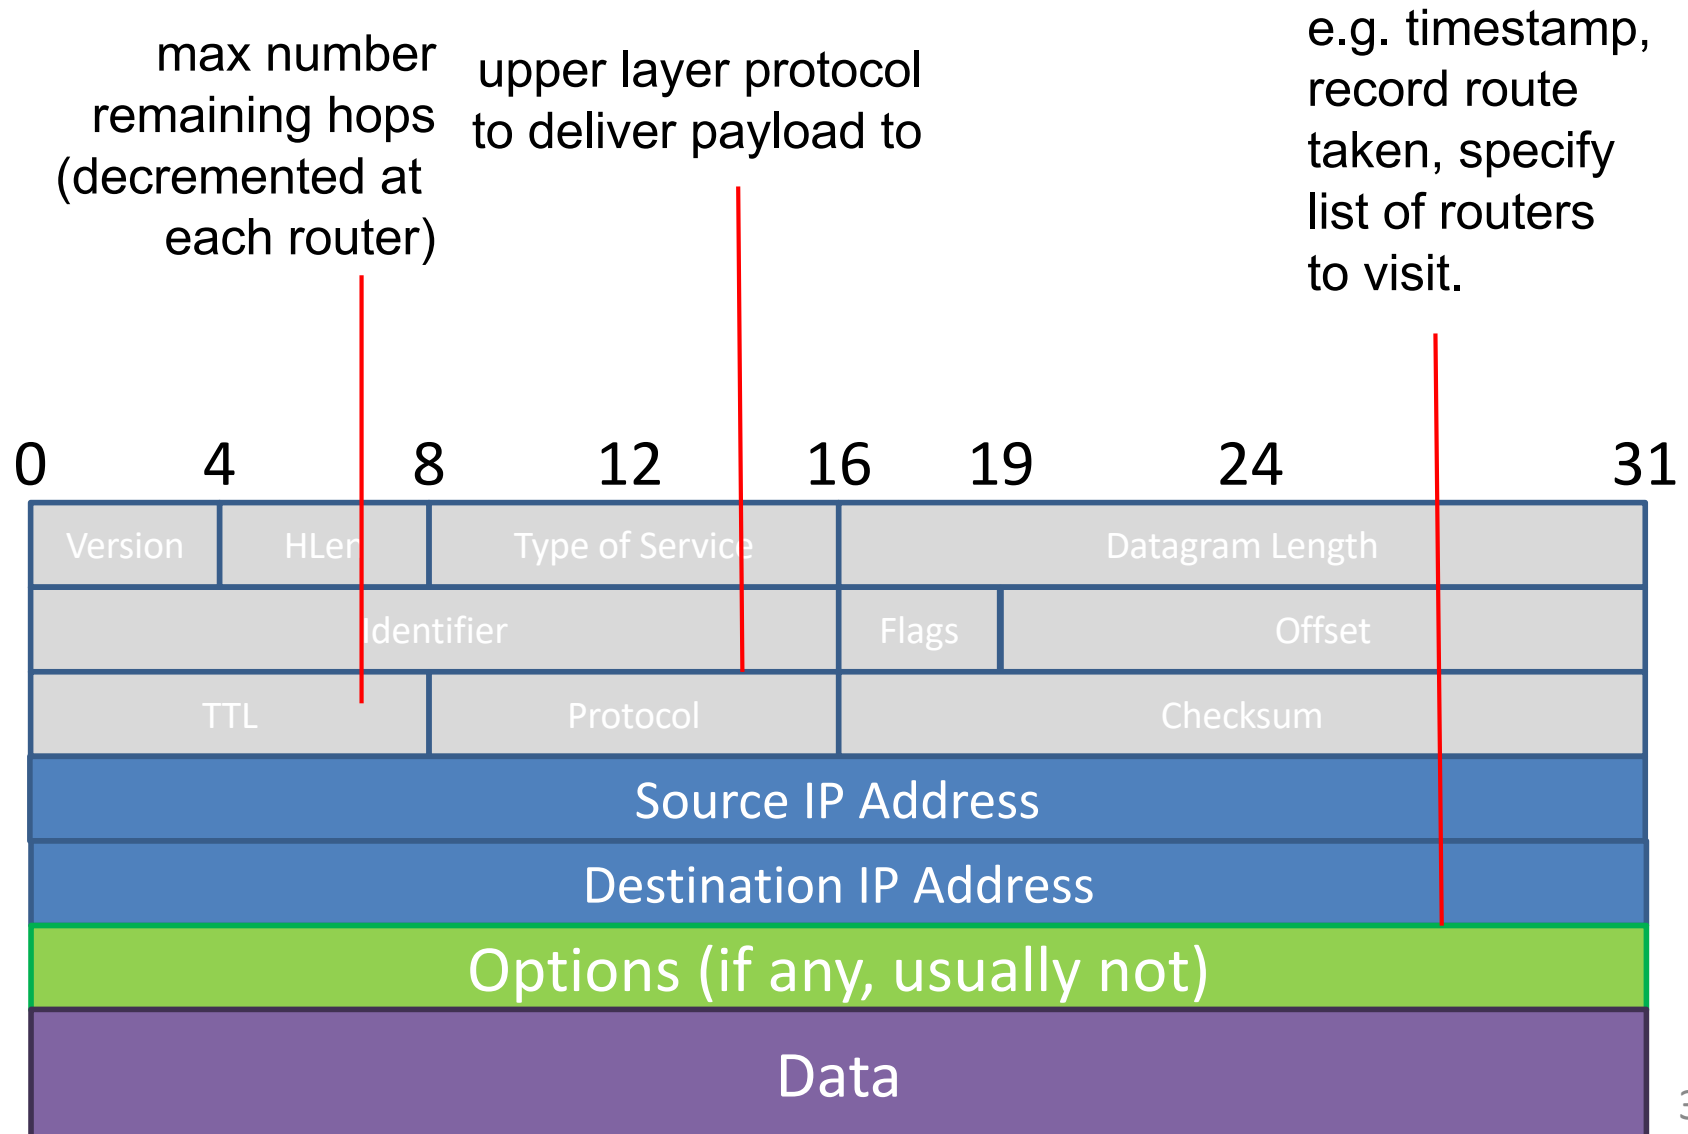 max number
remaining hops
(decremented at
each router)
upper layer protocol
to deliver payload to
e.g. timestamp,
record route
taken, specify
list of routers
to visit.
0 4 8 12 16 19 24 31
Version HLen Type of Service Datagram Length
Identifier Flags Offset
TTL Protocol Checksum
Source IP Address
Destination IP Address
Options (if any, usually not)
Data